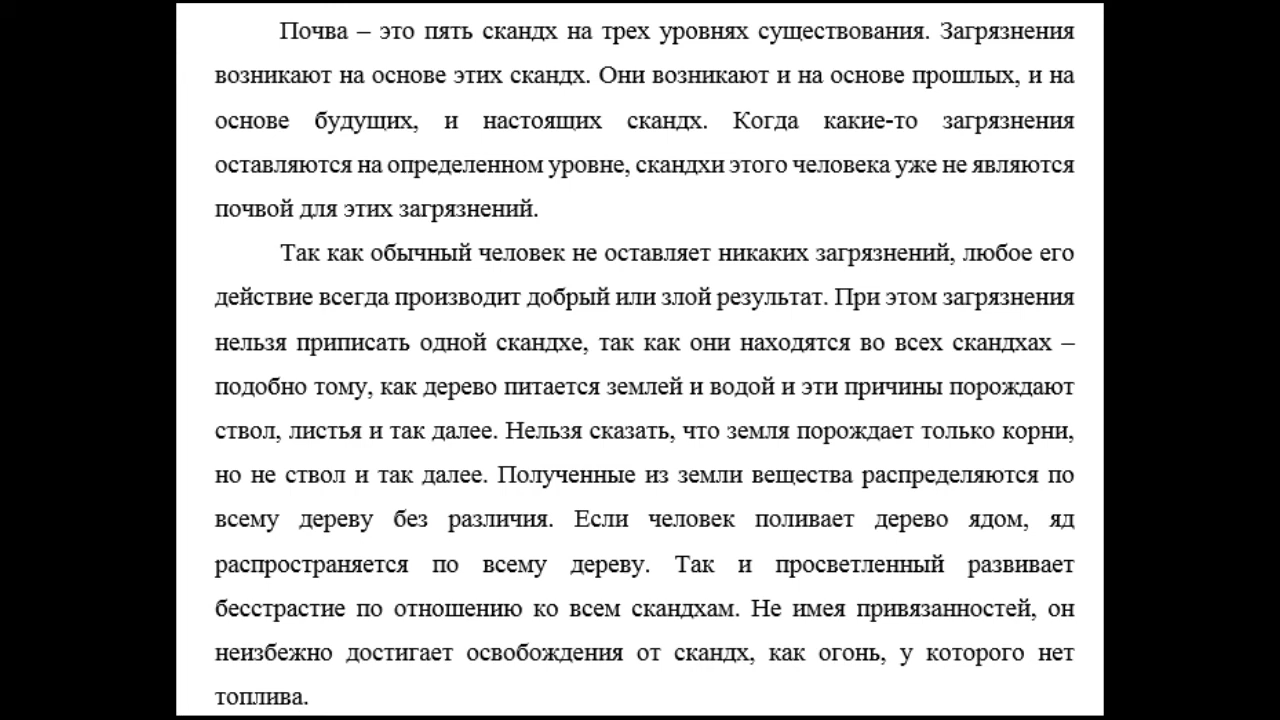 Почва – это пять скандх на трех уровнях существования. Загрязнения
возникают на основе этих скандх. Они возникают и на основе прошлых, и на
основе будущих, и настоящих скандх. Когда какие-то загрязнения
оставляются на определенном уровне, скандхи этого человека уже не являются
почвой для этих загрязнений.
Так как обычный человек не оставляет никаких загрязнений, любое его
действие всегда производит добрый или злой результат. При этом загрязнения
нельзя приписать одной скандхе, так как они находятся во всех скандхах –
подобно тому, как дерево питается землей и водой и эти причины порождают
ствол, листья и так далее. Нельзя сказать, что земля порождает только корни,
но не ствол и так далее. Полученные из земли вещества распределяются по
всему дереву без различия. Если человек поливает дерево ядом, яд
распространяется по всему дереву. Так и просветленный развивает
бесстрастие по отношению ко всем скандхам. Не имея привязанностей, он
неизбежно достигает освобождения от скандх, как огонь, у которого нет
топлива.